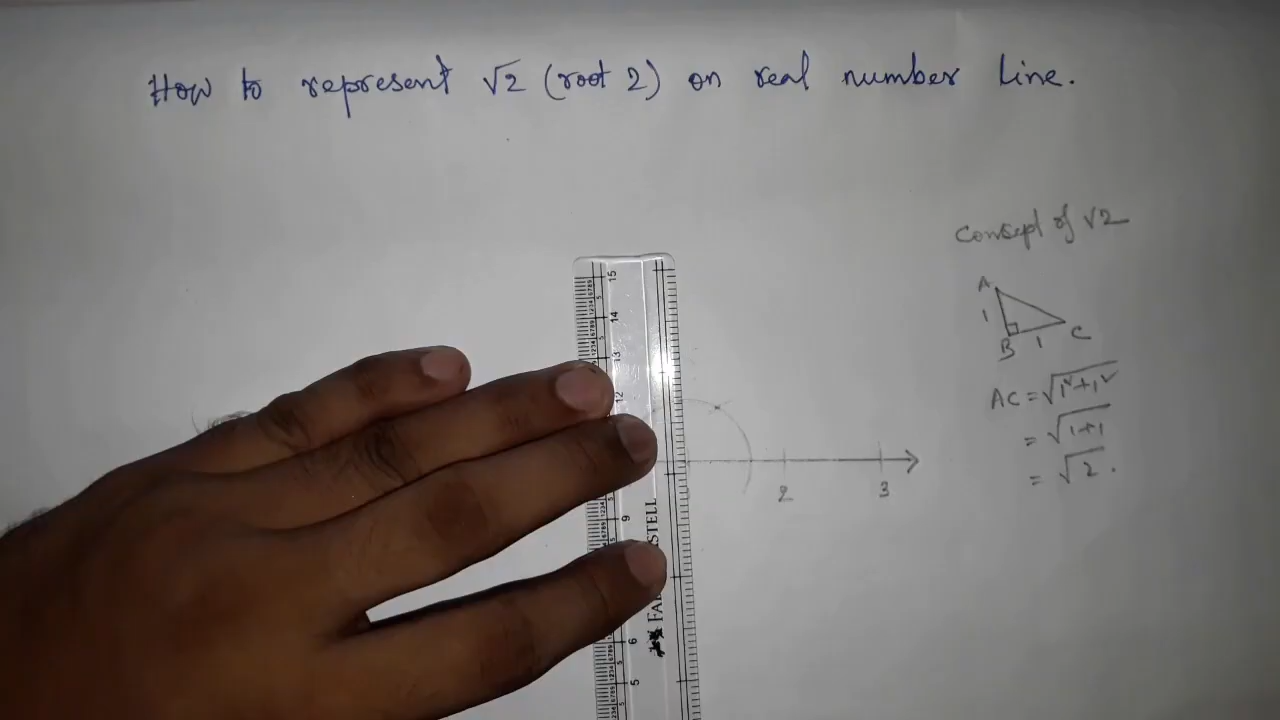 How to represent √2 (root 2) on real number line.
Concept of √2
A
1
B 1 C
AC = √1²+1²
= √1+1
= √2.
2 3
15
14
13
12
9
6
5